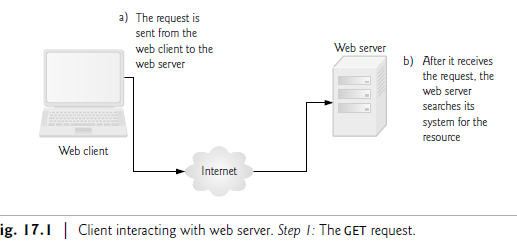 a) The request is
sent from the
web client to the
web server
Web server
b) After it receives
the request, the
web server
searches its
system for the
resource
Web client
Internet
ig. 17.1 | Client interacting with web server. Step 1: The GET request.